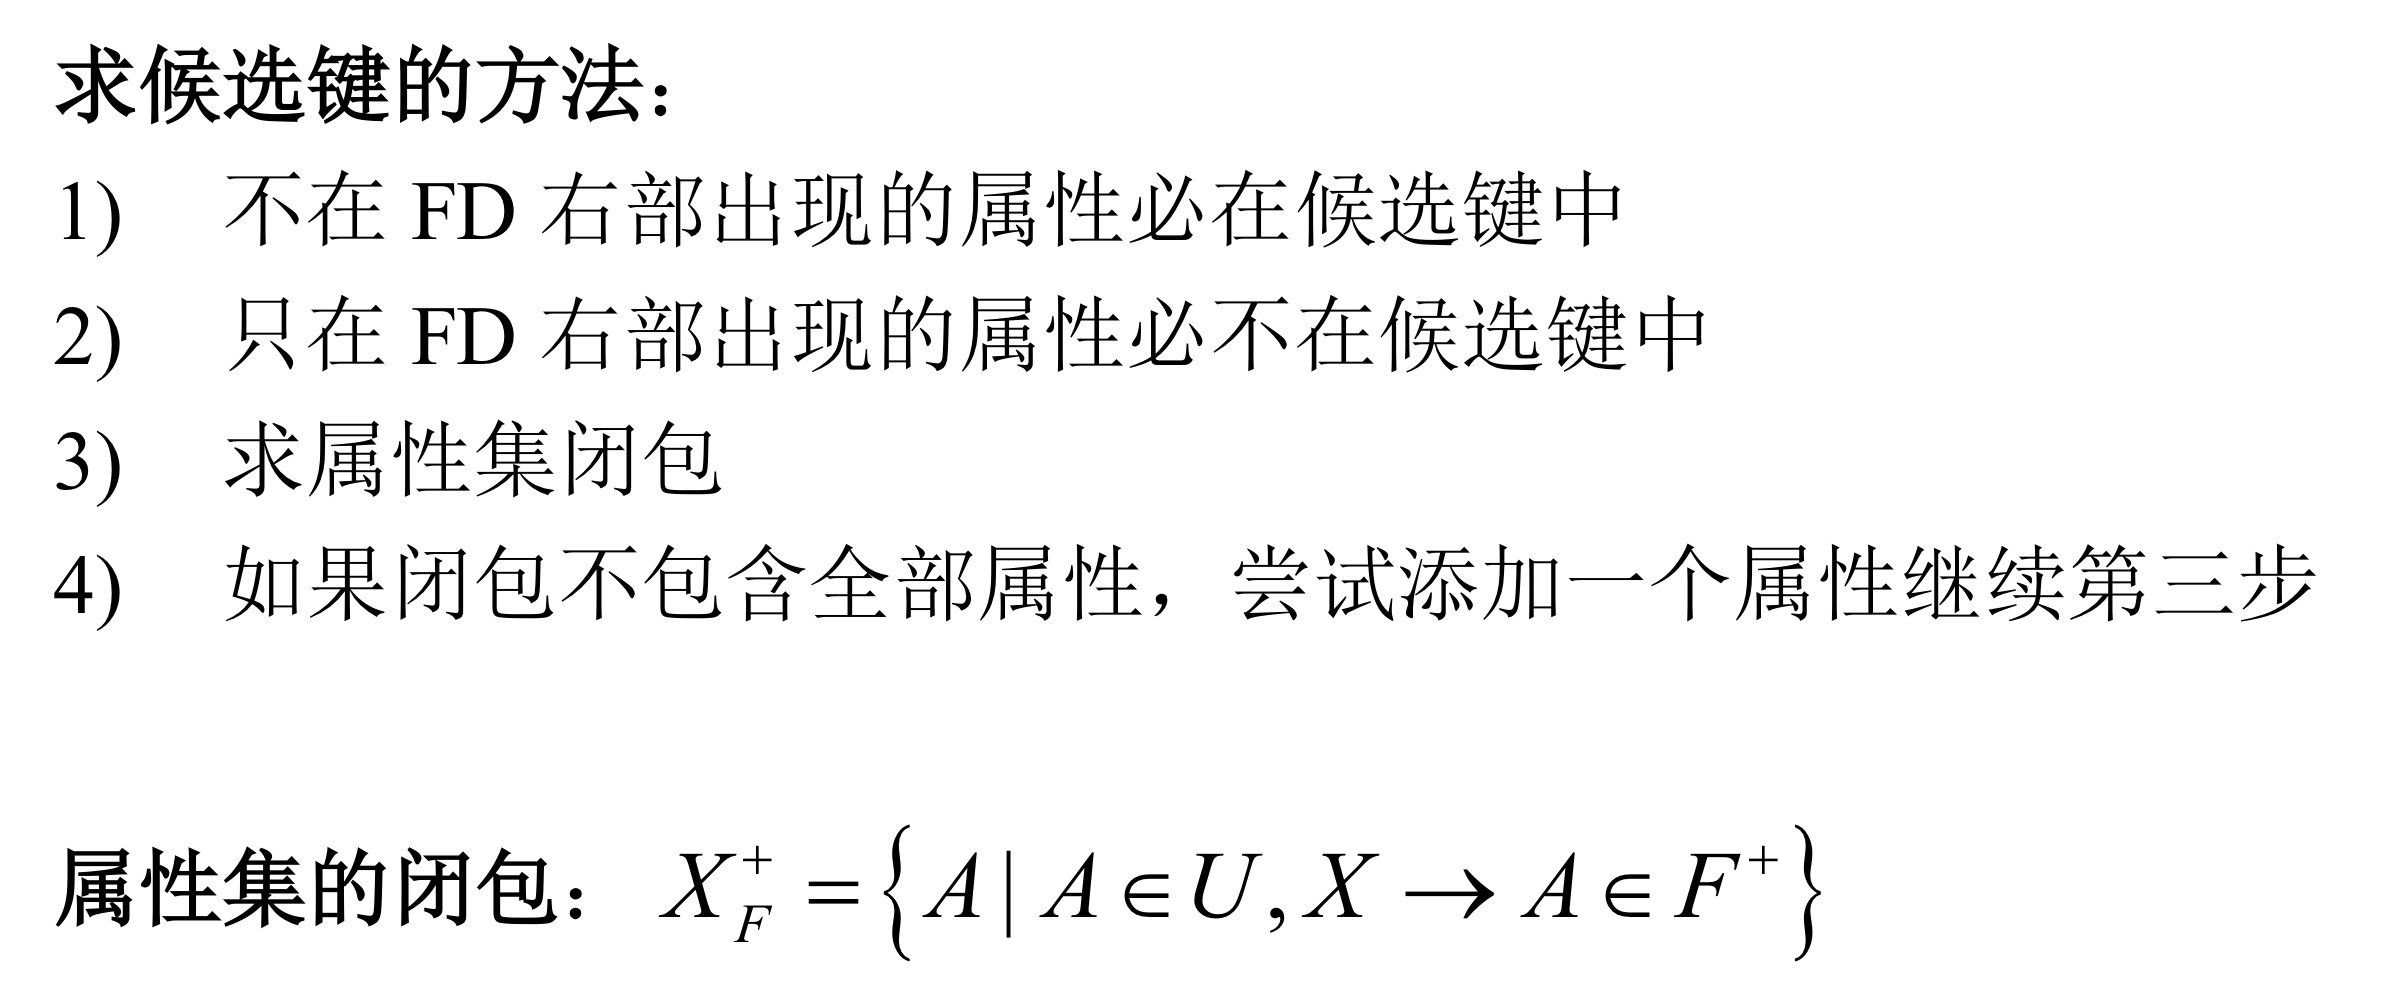 求候选键的方法：
1) 不在 FD 右部出现的属性必在候选键中
2) 只在 FD 右部出现的属性必不在候选键中
3) 求属性集闭包
4) 如果闭包不包含全部属性，尝试添加一个属性继续第三步
属性集的闭包： $X_F^+ = \{A \mid A \in U, X \to A \in F^+\}$